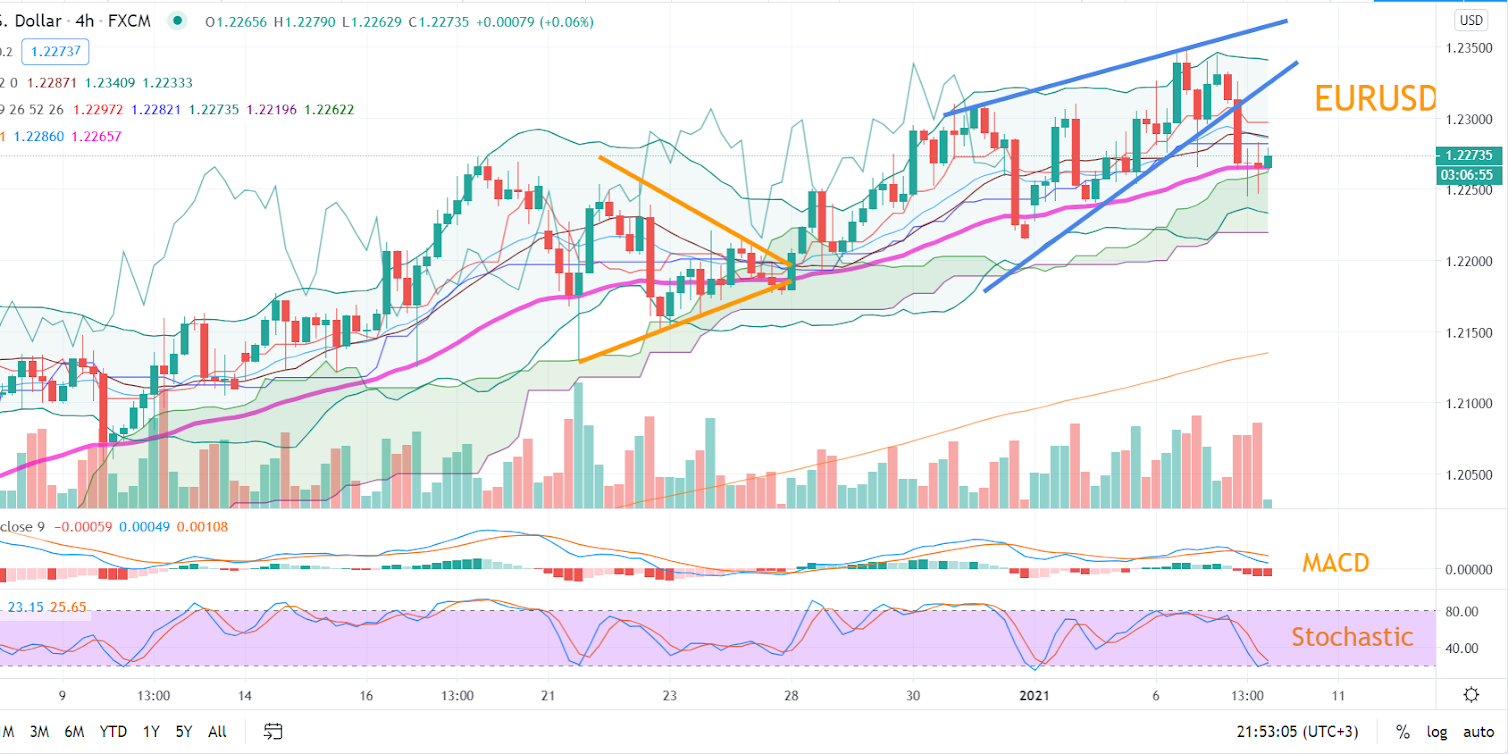 S. Dollar · 4h · FXCM O1.22656 H1.22790 L1.22629 C1.22735 +0.00079 (+0.06%)
0.2 1.22737
2 0 1.22871 1.23409 1.22333
9 26 52 26 1.22972 1.22821 1.22735 1.22196 1.22622
1 1.22860 1.22657
USD
1.23500
EURUSD
1.23000
1.22735
03:06:55
1.22500
1.22000
1.21500
1.21000
1.20500
close 9 −0.00059 0.00049 0.00108
MACD
0.00000
23.15 25.65
80.00
Stochastic
40.00
9 13:00 14 16 13:00 21 23 28 30 2021 6 13:00 11
1M 3M 6M YTD 1Y 5Y All 21:53:05 (UTC+3) % log auto